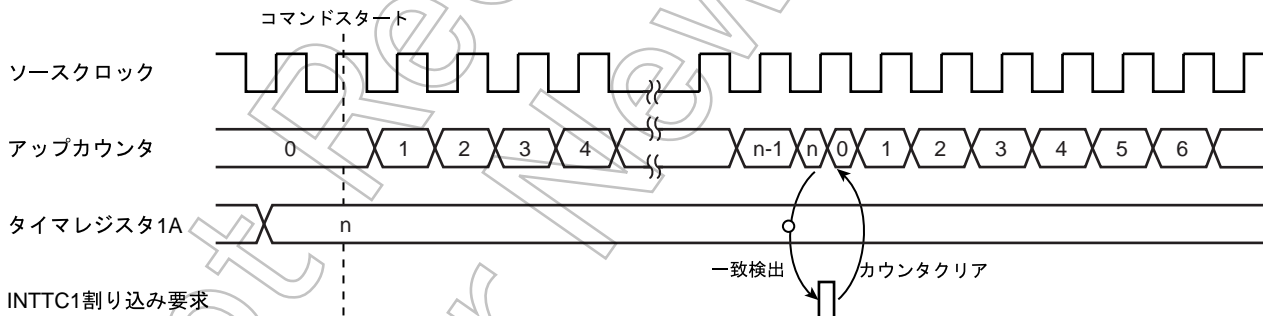 コマンドスタート
ソースクロック
アップカウンタ 0 1 2 3 4 n-1 n 0 1 2 3 4 5 6
タイマレジスタ1A n
一致検出 カウンタクリア
INTTC1割り込み要求